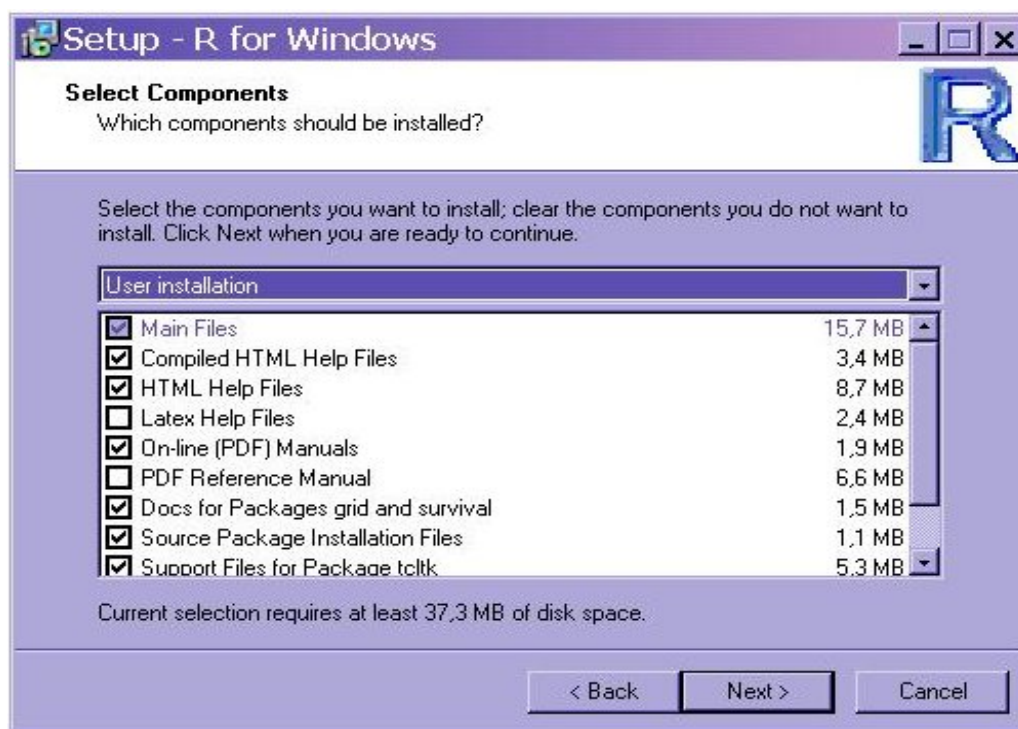 Setup - R for Windows
Select Components
Which components should be installed?
R
Select the components you want to install; clear the components you do not want to
install. Click Next when you are ready to continue.
User installation
Main Files 15,7 MB
Compiled HTML Help Files 3,4 MB
HTML Help Files 8,7 MB
Latex Help Files 2,4 MB
On-line (PDF) Manuals 1,9 MB
PDF Reference Manual 6,6 MB
Docs for Packages grid and survival 1,5 MB
Source Package Installation Files 1,1 MB
Support Files for Package tcltk 5,3 MB
Current selection requires at least 37,3 MB of disk space.
< Back Next > Cancel